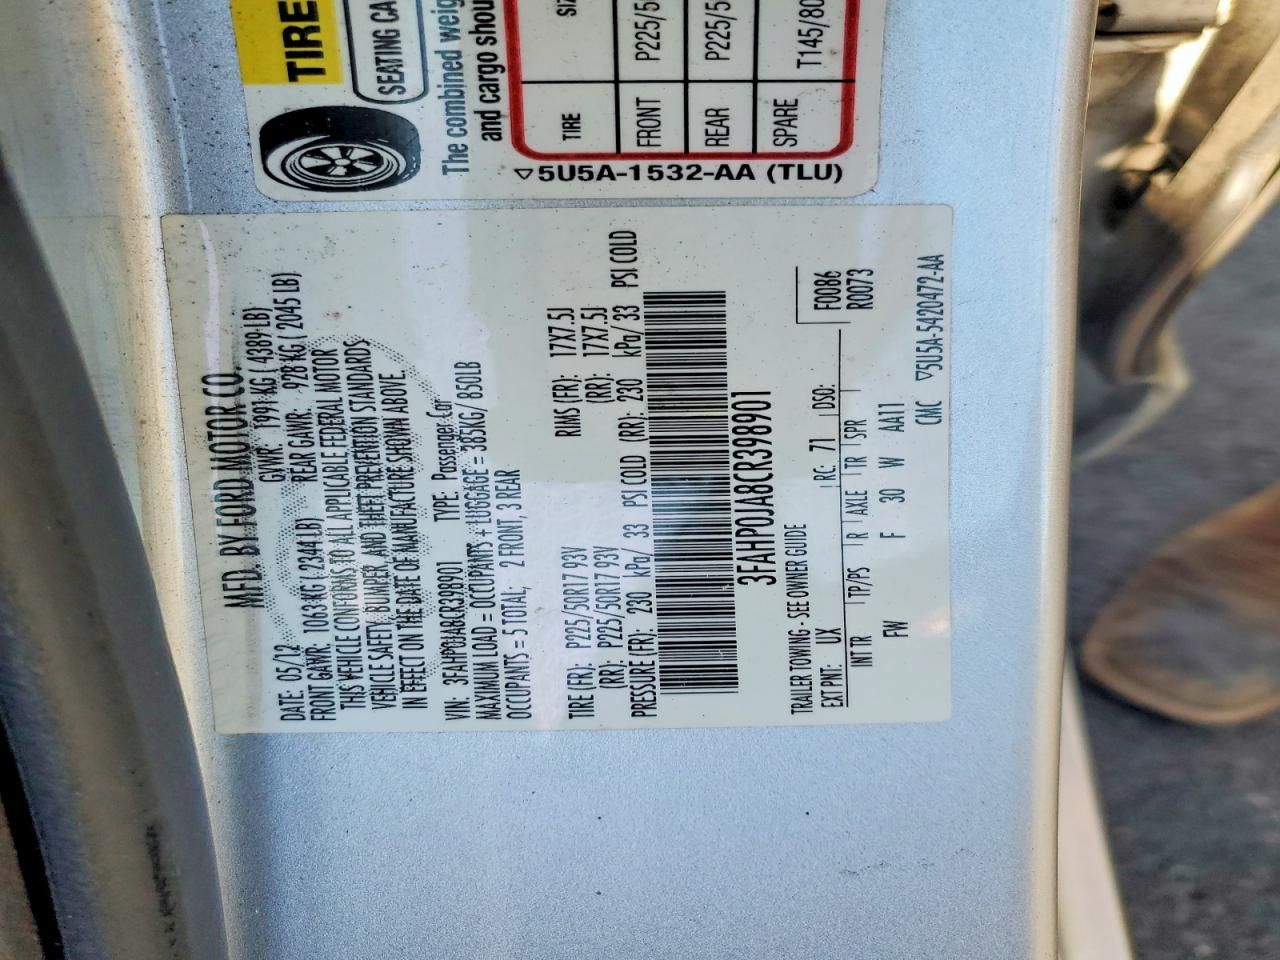 TIRE
SEATING CA
The combined weig
and cargo shou
TIRE SIZ
FRONT P225/5
REAR P225/5
SPARE T145/80
5U5A-1532-AA (TLU)
MFD. BY FORD MOTOR CO.
DATE: 05/12 GVWR: 1991 KG ( 4389 LB)
FRONT GAWR: 1063 KG ( 2344 LB) REAR GAWR: 928 KG ( 2045 LB)
THIS VEHICLE CONFORMS TO ALL APPLICABLE FEDERAL MOTOR
VEHICLE SAFETY, BUMPER, AND THEFT PREVENTION STANDARDS
IN EFFECT ON THE DATE OF MANUFACTURE SHOWN ABOVE.
VIN: 3FAHP0JA8CR398901 TYPE: Passenger Car
MAXIMUM LOAD = OCCUPANTS + LUGGAGE = 385KG/ 850LB
OCCUPANTS = 5 TOTAL; 2 FRONT, 3 REAR
TIRE (FR): P225/50R17 93V RIMS (FR): 17X7.5J
(RR): P225/50R17 93V (RR): 17X7.5J
PRESSURE (FR): 230 kPa/ 33 PSI COLD (RR): 230 kPa/ 33 PSI COLD
3FAHP0JA8CR398901
TRAILER TOWING - SEE OWNER GUIDE
F0086
EXT PNT: UX RC: 71 DSO: R0073
INT TR TP/PS R AXLE TR SPR
FW F 30 W AA11
CMC 5U5A-5420472-AA